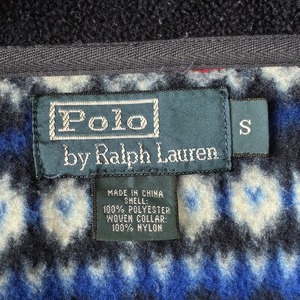 Polo
by Ralph Lauren
S
MADE IN CHINA
SHELL:
100% POLYESTER
WOVEN COLLAR:
100% NYLON